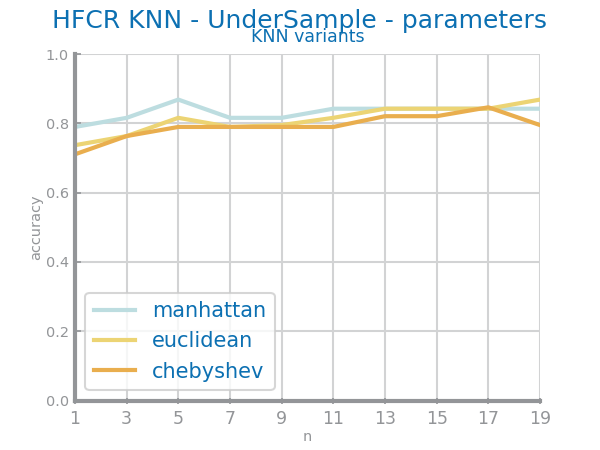 HFCR KNN - UnderSample - parameters
KNN variants
1.0
0.8
0.6
0.4
0.2
0.0
accuracy
manhattan
euclidean
chebyshev
1 3 5 7 9 11 13 15 17 19
n